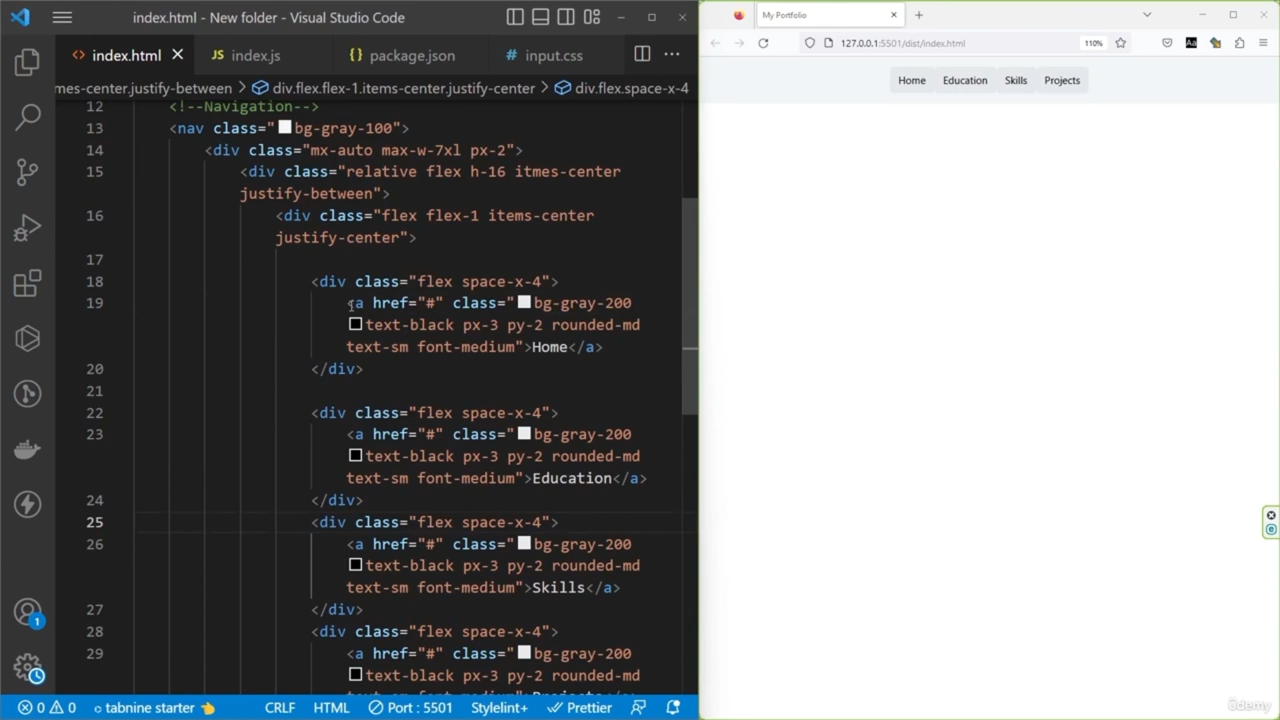 index.html - New folder - Visual Studio Code
index.html
index.js
package.json
input.css
mes-center.justify-between > div.flex.flex-1.items-center.justify-center > div.flex.space-x-4
12 <!--Navigation-->
13 <nav class="bg-gray-100">
14 <div class="mx-auto max-w-7xl px-2">
15 <div class="relative flex h-16 itmes-center
justify-between">
16 <div class="flex flex-1 items-center
justify-center">
17
18 <div class="flex space-x-4">
19 <a href="#" class="bg-gray-200
text-black px-3 py-2 rounded-md
text-sm font-medium">Home</a>
20 </div>
21
22 <div class="flex space-x-4">
23 <a href="#" class="bg-gray-200
text-black px-3 py-2 rounded-md
text-sm font-medium">Education</a>
24 </div>
25 <div class="flex space-x-4">
26 <a href="#" class="bg-gray-200
text-black px-3 py-2 rounded-md
text-sm font-medium">Skills</a>
27 </div>
28 <div class="flex space-x-4">
29 <a href="#" class="bg-gray-200
text-black px-3 py-2 rounded-md
1
0 0 tabnine starter CRLF HTML Port : 5501 Stylelint+ Prettier
My Portfolio
127.0.0.1:5501/dist/index.html 110%
Home Education Skills Projects
ûdemy